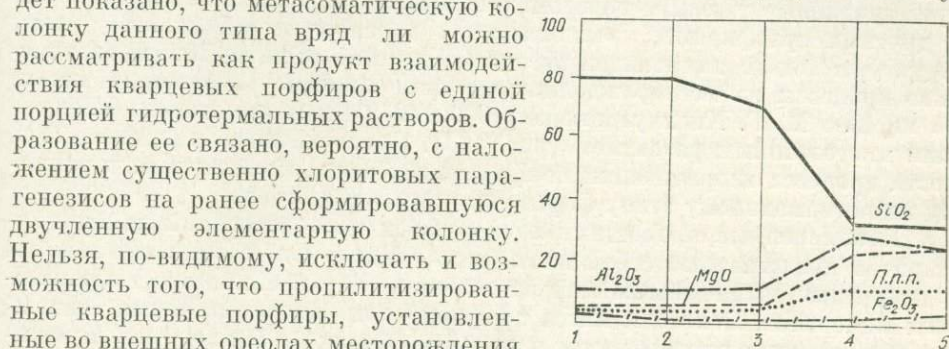 дет показано, что метасоматическую ко-
лонку данного типа вряд ли можно
рассматривать как продукт взаимодей-
ствия кварцевых порфиров с единой
порцией гидротермальных растворов. Об-
разование ее связано, вероятно, с нало-
жением существенно хлоритовых пара-
генезисов на ранее сформировавшуюся
двучленную элементарную колонку.
Нельзя, по-видимому, исключать и воз-
можность того, что пропилитизирован-
ные кварцевые порфиры, установлен-
ные во внешних ореолах месторождения
100
80
60
40
20
SiO₂
Al₂O₃
MgO
П.п.п.
Fe₂O₃
1 2 3 4 5